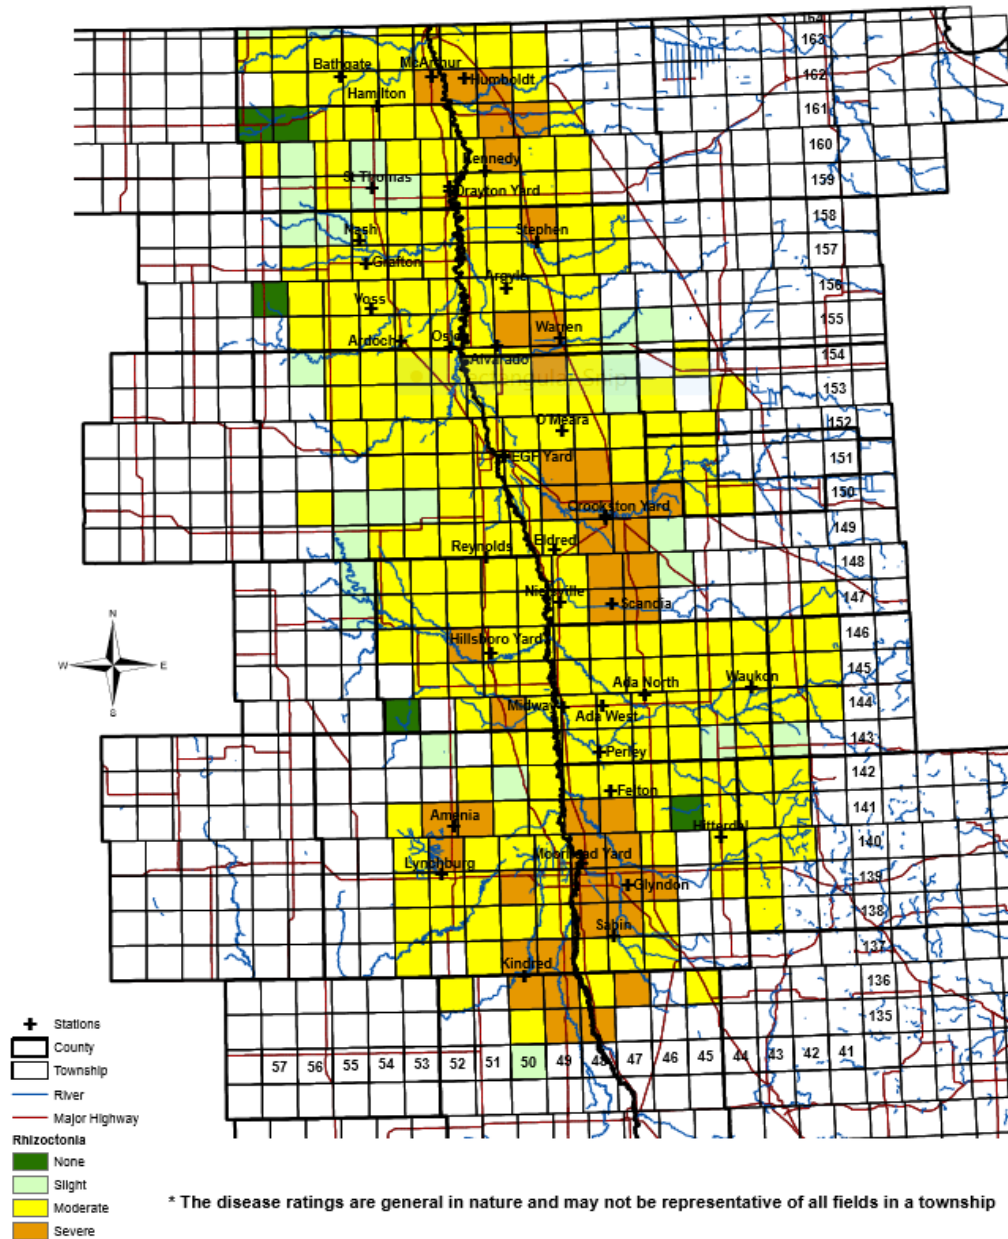 164
163
Bathgate
McArthur
Humboldt
162
Hamilton
161
160
Kennedy
159
St Thomas
Drayton Yard
158
Nash
Stephen
157
Grafton
156
Argyle
Voss
155
Warren
Ardoch
Oslo
Alvarado
154
Rectangular Snip
153
O'Meara
152
EGF Yard
151
150
Crookston Yard
149
Reynolds
Eldred
148
Nielsville
Scandia
147
N
W
E
S
Hillsboro Yard
146
145
Ada North
Waukon
Midway
Ada West
144
143
Perley
142
Felton
141
Amenia
Hitterdal
140
Lynchburg
Moorhead Yard
139
Glyndon
138
Sabin
137
Kindred
136
135
57 56 55 54 53 52 51 50 49 48 47 46 45 44 43 42 41
Stations
County
Township
River
Major Highway
Rhizoctonia
None
Slight
Moderate
Severe
* The disease ratings are general in nature and may not be representative of all fields in a township